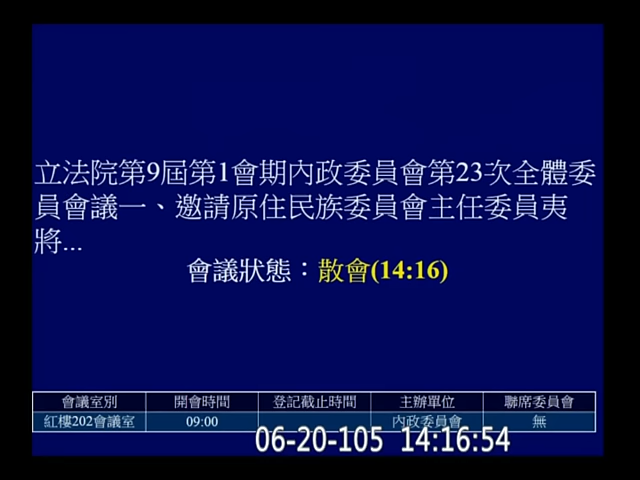 立法院第9屆第1會期內政委員會第23次全體委
員會議一、邀請原住民族委員會主任委員夷
將...
會議狀態：散會(14:16)
會議室別 開會時間 登記截止時間 主辦單位 聯席委員會
紅樓202會議室 09:00 內政委員會 無
06-20-105 14:16:54